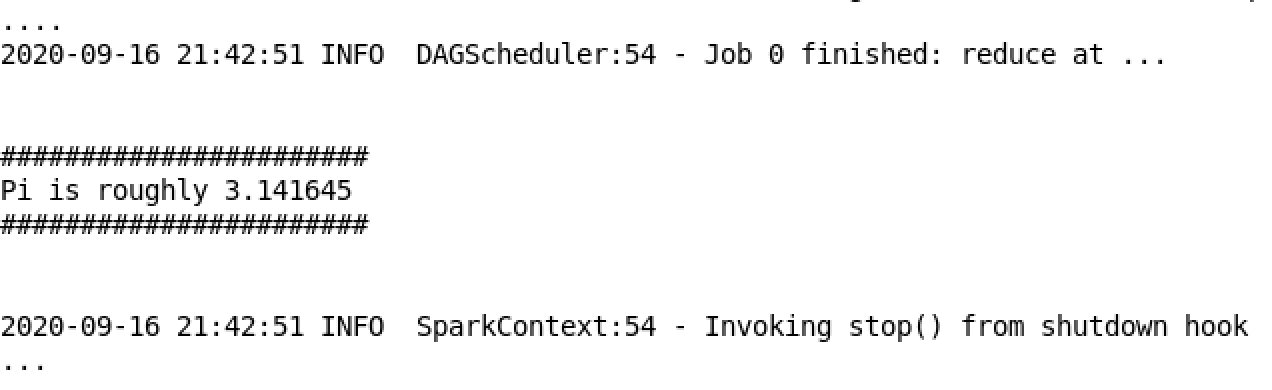 ....
2020-09-16 21:42:51 INFO  DAGScheduler:54 - Job 0 finished: reduce at ...
#######################
Pi is roughly 3.141645
#######################
2020-09-16 21:42:51 INFO  SparkContext:54 - Invoking stop() from shutdown hook
...